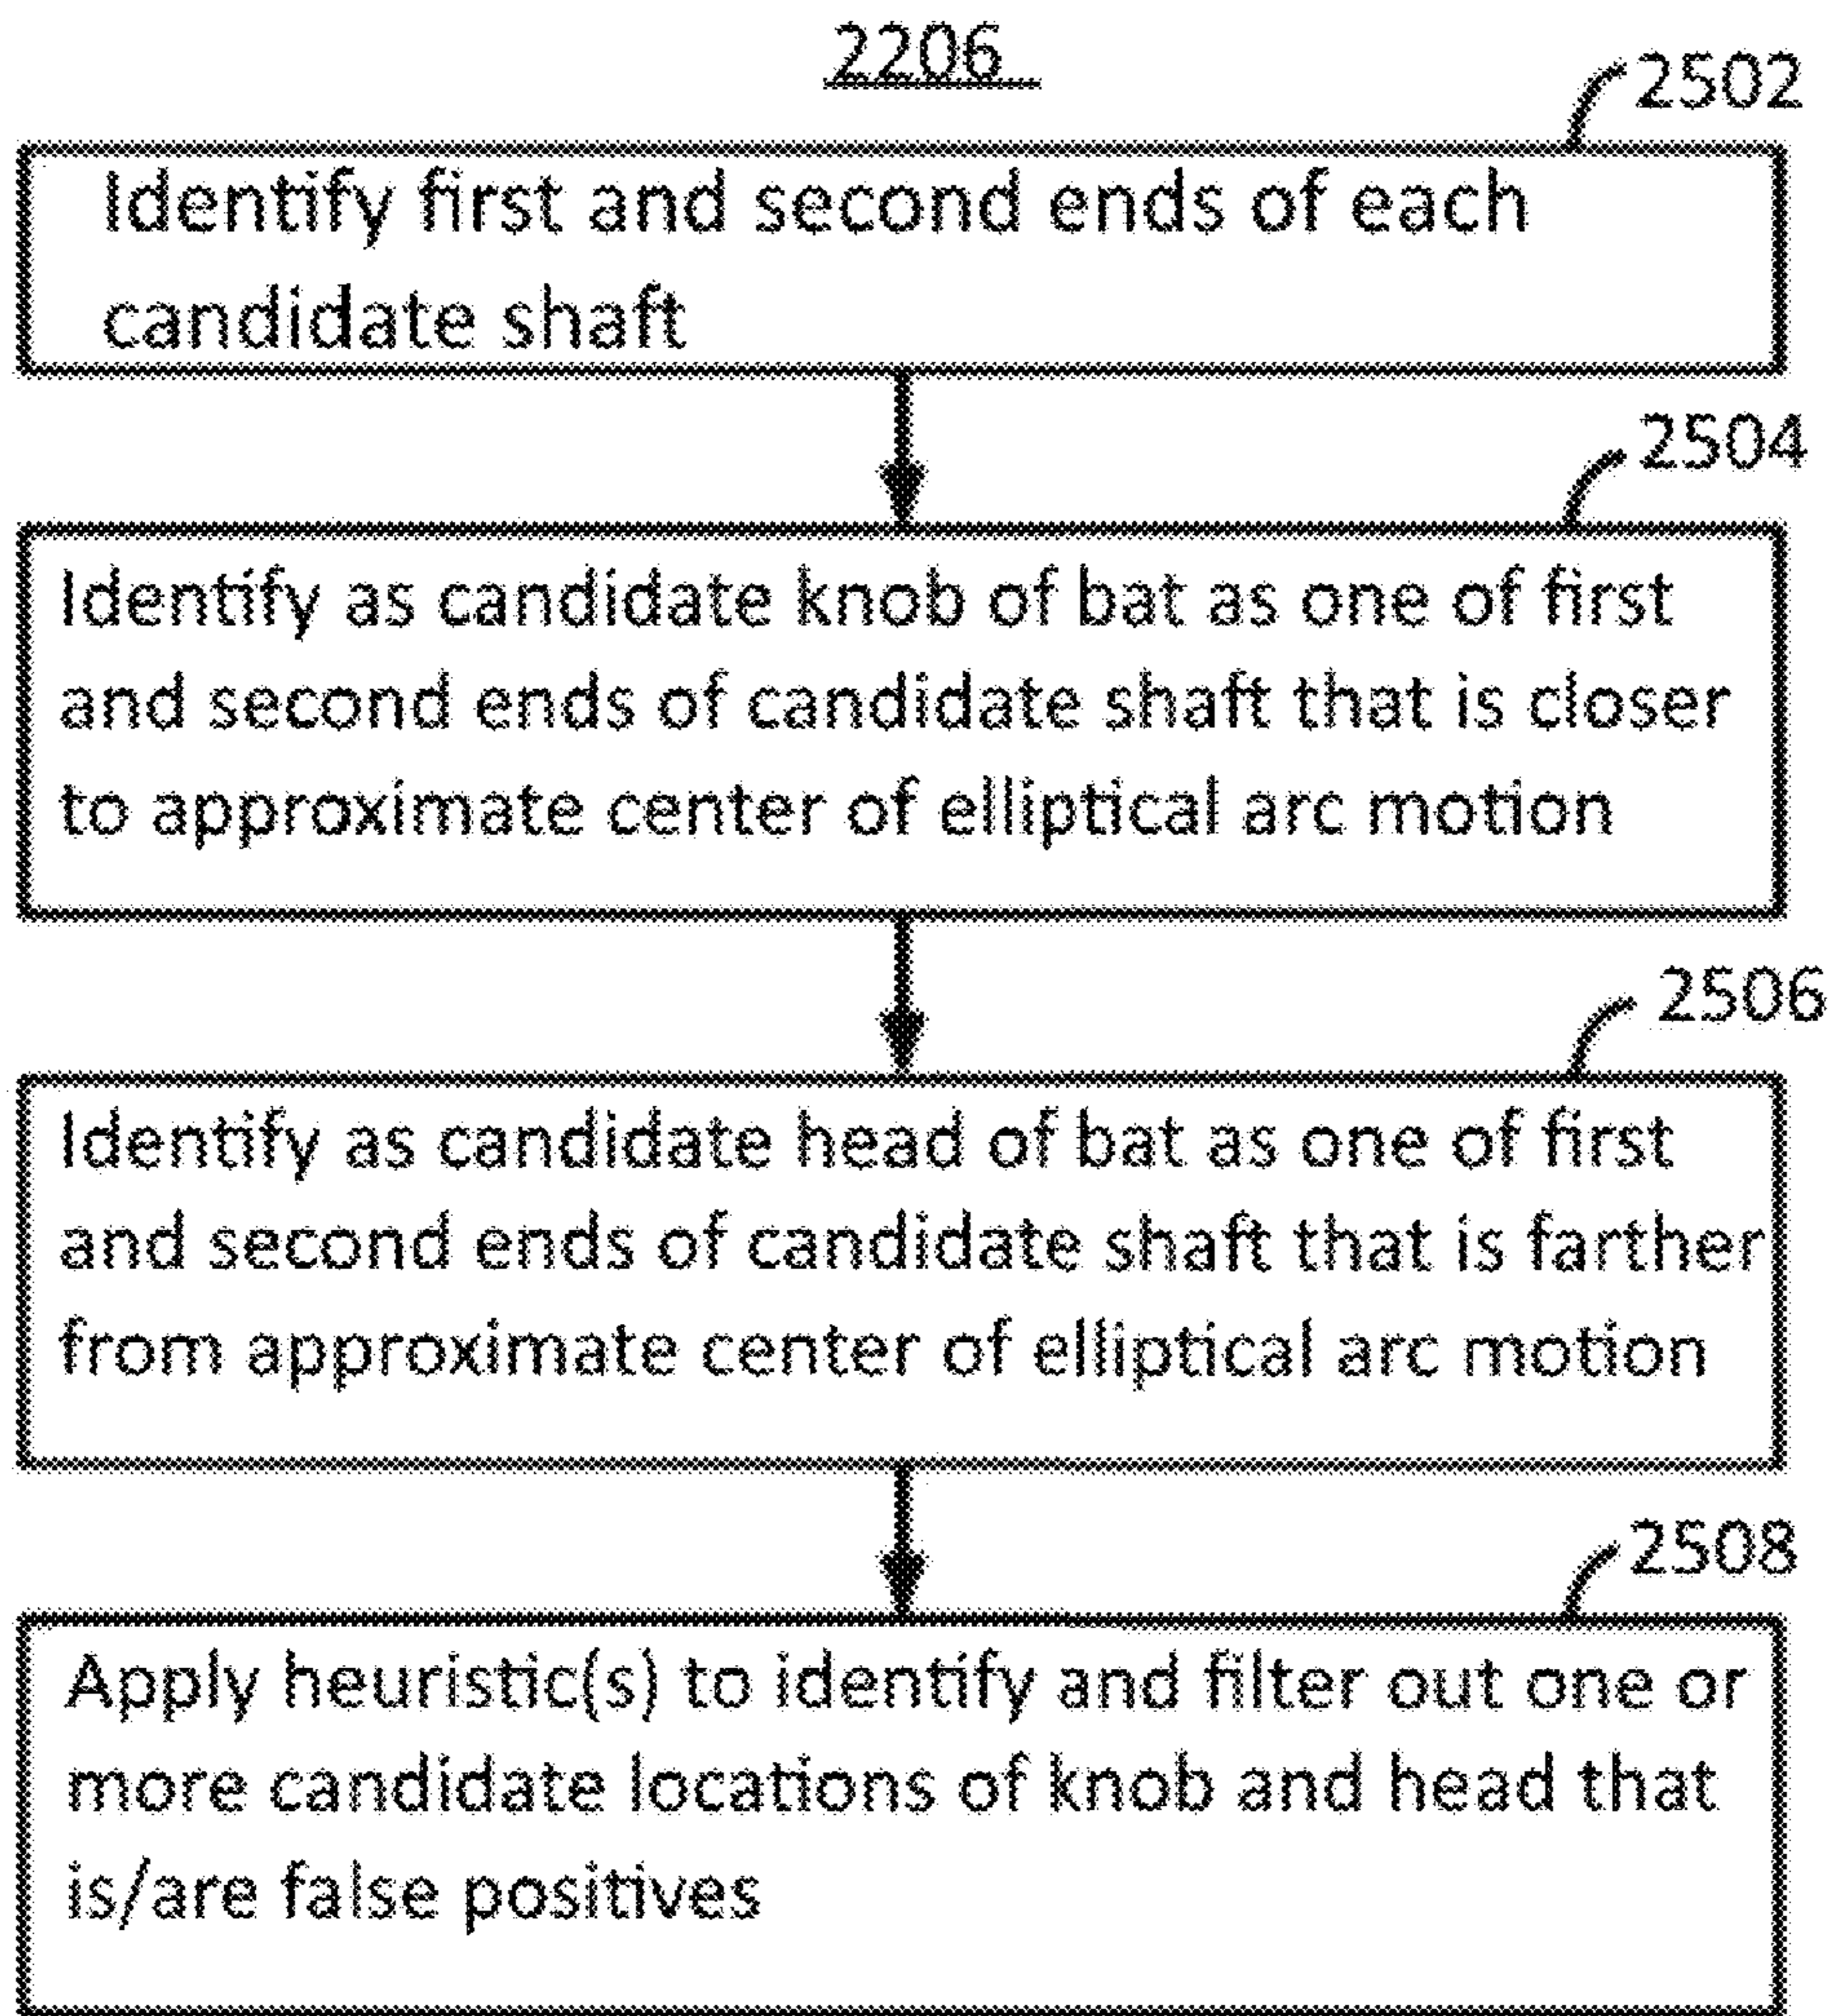 2206
2502
Identify first and second ends of each
candidate shaft
2504
Identify as candidate knob of bat as one of first
and second ends of candidate shaft that is closer
to approximate center of elliptical arc motion
2506
Identify as candidate head of bat as one of first
and second ends of candidate shaft that is farther
from approximate center of elliptical arc motion
2508
Apply heuristic(s) to identify and filter out one or
more candidate locations of knob and head that
is/are false positives